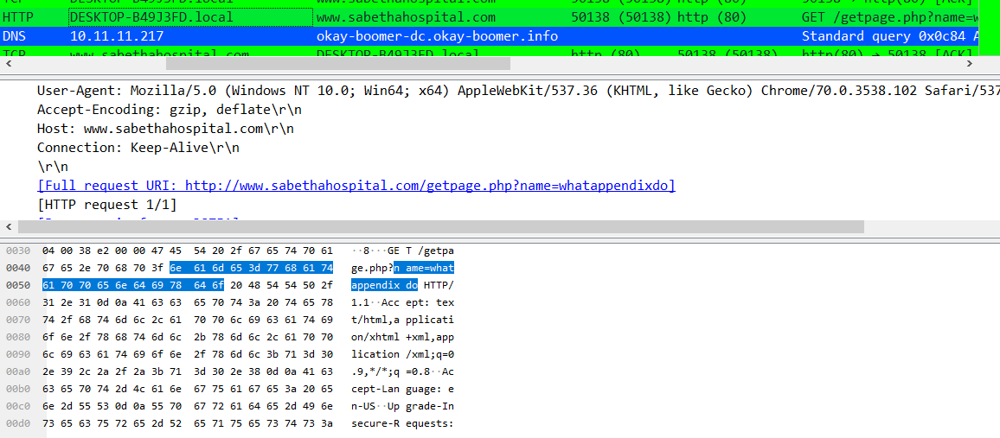 HTTP DESKTOP-B49J3FD.local www.sabethahospital.com 50138 (50138) http (80) GET /getpage.php?name=w
DNS 10.11.11.217 okay-boomer-dc.okay-boomer.info Standard query 0x0c84 A
TCP www.sabethahospital.com DESKTOP-B49J3FD.local http (80) 50138 (50138) http(80) → 50138 [ACK]
User-Agent: Mozilla/5.0 (Windows NT 10.0; Win64; x64) AppleWebKit/537.36 (KHTML, like Gecko) Chrome/70.0.3538.102 Safari/537
Accept-Encoding: gzip, deflate\r\n
Host: www.sabethahospital.com\r\n
Connection: Keep-Alive\r\n
\r\n
[Full request URI: http://www.sabethahospital.com/getpage.php?name=whatappendixdo]
[HTTP request 1/1]
0030 04 00 38 e2 00 00 47 45 54 20 2f 67 65 74 70 61 ··8···GE T /getpa
0040 67 65 2e 70 68 70 3f 6e 61 6d 65 3d 77 68 61 74 ge.php?n ame=what
0050 61 70 70 65 6e 64 69 78 64 6f 20 48 54 54 50 2f appendix do HTTP/
0060 31 2e 31 0d 0a 41 63 63 65 70 74 3a 20 74 65 78 1.1··Acc ept: tex
0070 74 2f 68 74 6d 6c 2c 61 70 70 6c 69 63 61 74 69 t/html,a pplicati
0080 6f 6e 2f 78 68 74 6d 6c 2b 78 6d 6c 2c 61 70 70 on/xhtml +xml,app
0090 6c 69 63 61 74 69 6f 6e 2f 78 6d 6c 3b 71 3d 30 lication /xml;q=0
00a0 2e 39 2c 2a 2f 2a 3b 71 3d 30 2e 38 0d 0a 41 63 .9,*/*;q =0.8··Ac
00b0 63 65 70 74 2d 4c 61 6e 67 75 61 67 65 3a 20 65 cept-Lan guage: e
00c0 6e 2d 55 53 0d 0a 55 70 67 72 61 64 65 2d 49 6e n-US··Up grade-In
00d0 73 65 63 75 72 65 2d 52 65 71 75 65 73 74 73 3a secure-R equests: